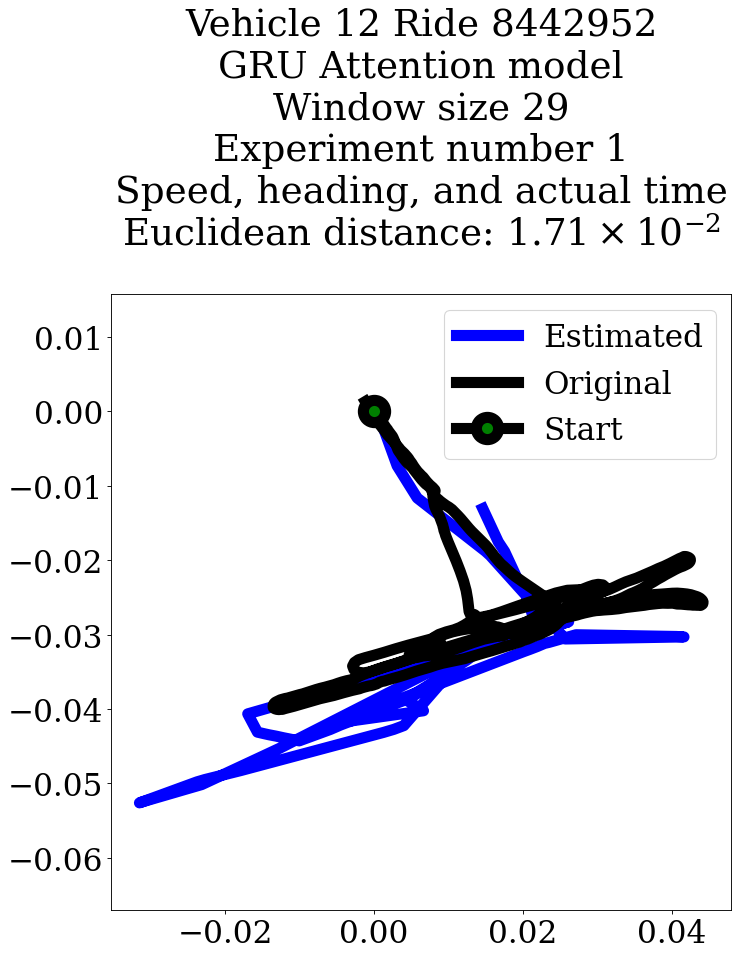 Vehicle 12 Ride 8442952
GRU Attention model
Window size 29
Experiment number 1
Speed, heading, and actual time
Euclidean distance: 1.71 × 10⁻²
Estimated
Original
Start
0.01
0.00
−0.01
−0.02
−0.03
−0.04
−0.05
−0.06
−0.02
0.00
0.02
0.04